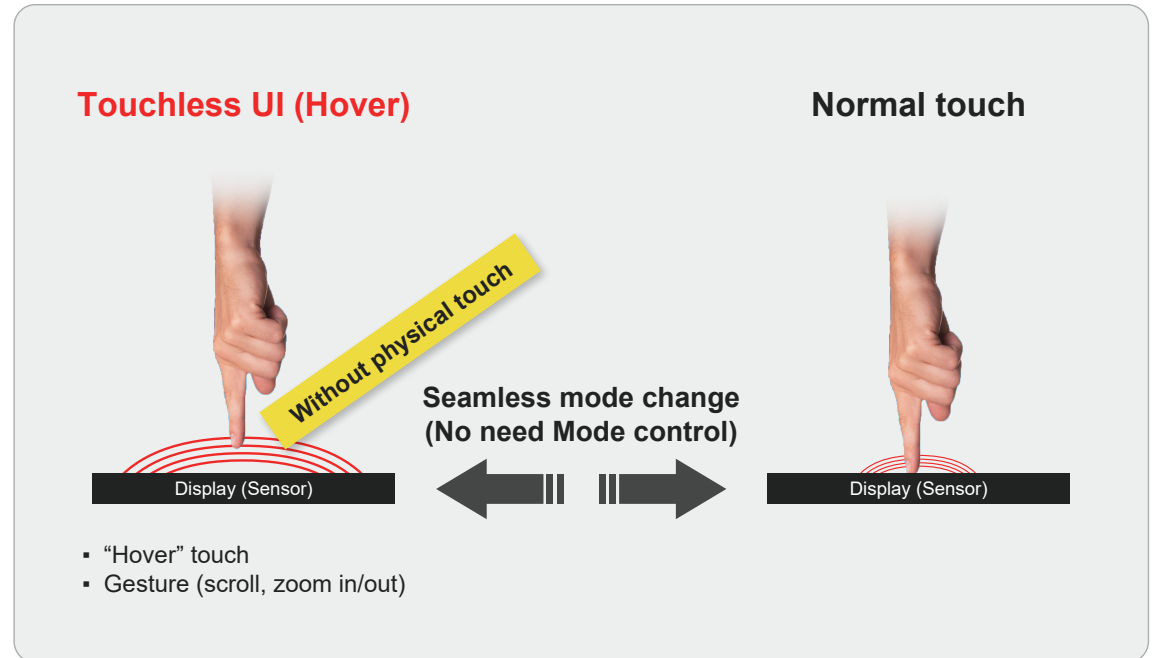 Touchless UI (Hover)
Normal touch
Without physical touch
Seamless mode change
(No need Mode control)
Display (Sensor)
Display (Sensor)
▪ “Hover” touch
▪ Gesture (scroll, zoom in/out)